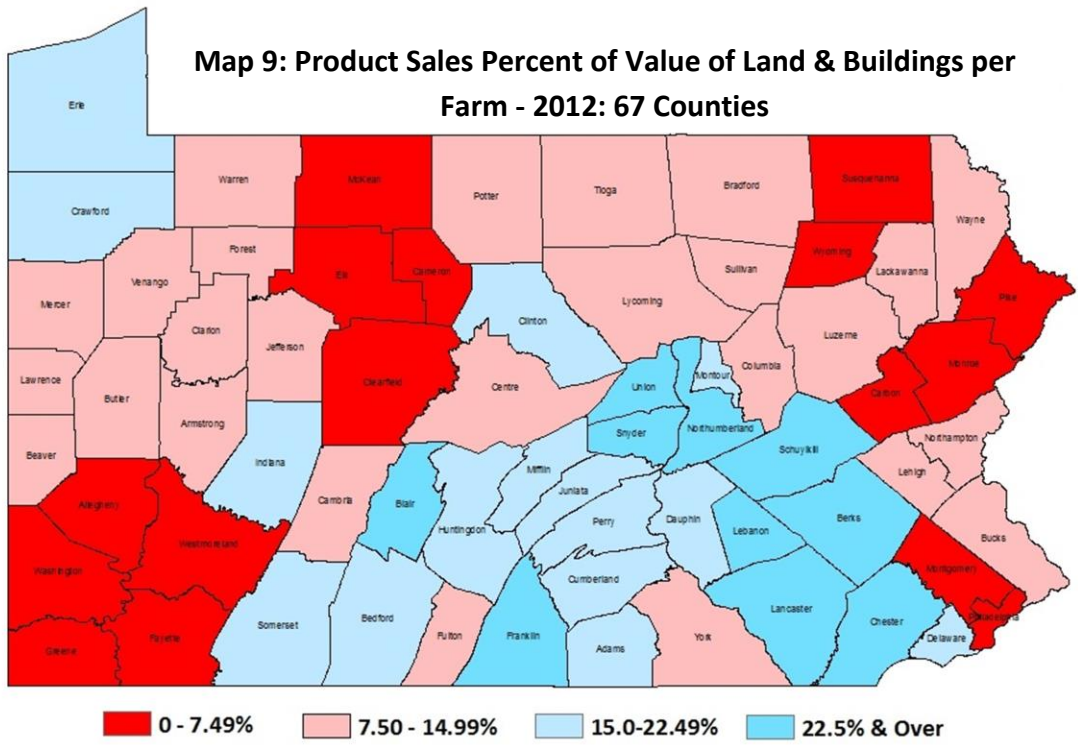 Map 9: Product Sales Percent of Value of Land & Buildings per
Farm - 2012: 67 Counties
Erie
Crawford
Warren
McKean
Potter
Tioga
Bradford
Susquehanna
Wayne
Forest
Venango
Elk
Cameron
Sullivan
Wyoming
Lackawanna
Pike
Mercer
Clarion
Jefferson
Clinton
Lycoming
Luzerne
Lawrence
Butler
Clearfield
Centre
Union
Montour
Columbia
Carbon
Monroe
Beaver
Armstrong
Indiana
Snyder
Northumberland
Schuylkill
Northampton
Lehigh
Allegheny
Cambria
Blair
Huntingdon
Mifflin
Juniata
Perry
Dauphin
Lebanon
Berks
Bucks
Washington
Westmoreland
Cumberland
Montgomery
Philadelphia
Greene
Fayette
Somerset
Bedford
Fulton
Franklin
Adams
York
Lancaster
Chester
Delaware
0 - 7.49%
7.50 - 14.99%
15.0-22.49%
22.5% & Over